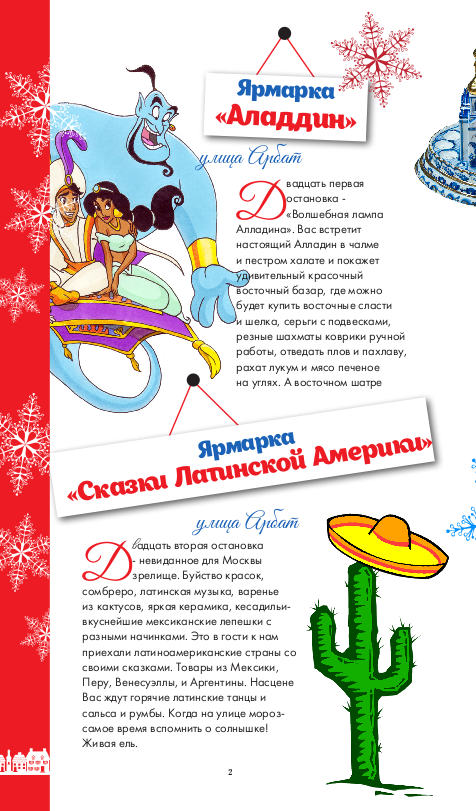 Ярмарка
«Аладдин»
улица Арбат
Двадцать первая
остановка -
«Волшебная лампа
Алладина». Вас встретит
настоящий Алладин в чалме
и пестром халате и покажет
удивительный красочный
восточный базар, где можно
будет купить восточные сласти
и шелка, серьги с подвесками,
резные шахматы коврики ручной
работы, отведать плов и пахлаву,
рахат лукум и мясо печеное
на углях. А восточном шатре
Ярмарка
«Сказки Латинской Америки»
улица Арбат
Двадцать вторая остановка
- невиданное для Москвы
зрелище. Буйство красок,
сомбреро, латинская музыка, варенье
из кактусов, яркая керамика, кесадильи-
вкуснейшие мексиканские лепешки с
разными начинками. Это в гости к нам
приехали латиноамериканские страны со
своими сказками. Товары из Мексики,
Перу, Венесуэллы, и Аргентины. Насцене
Вас ждут горячие латинские танцы и
сальса и румбы. Когда на улице мороз-
самое время вспомнить о солнышке!
Живая ель.
2